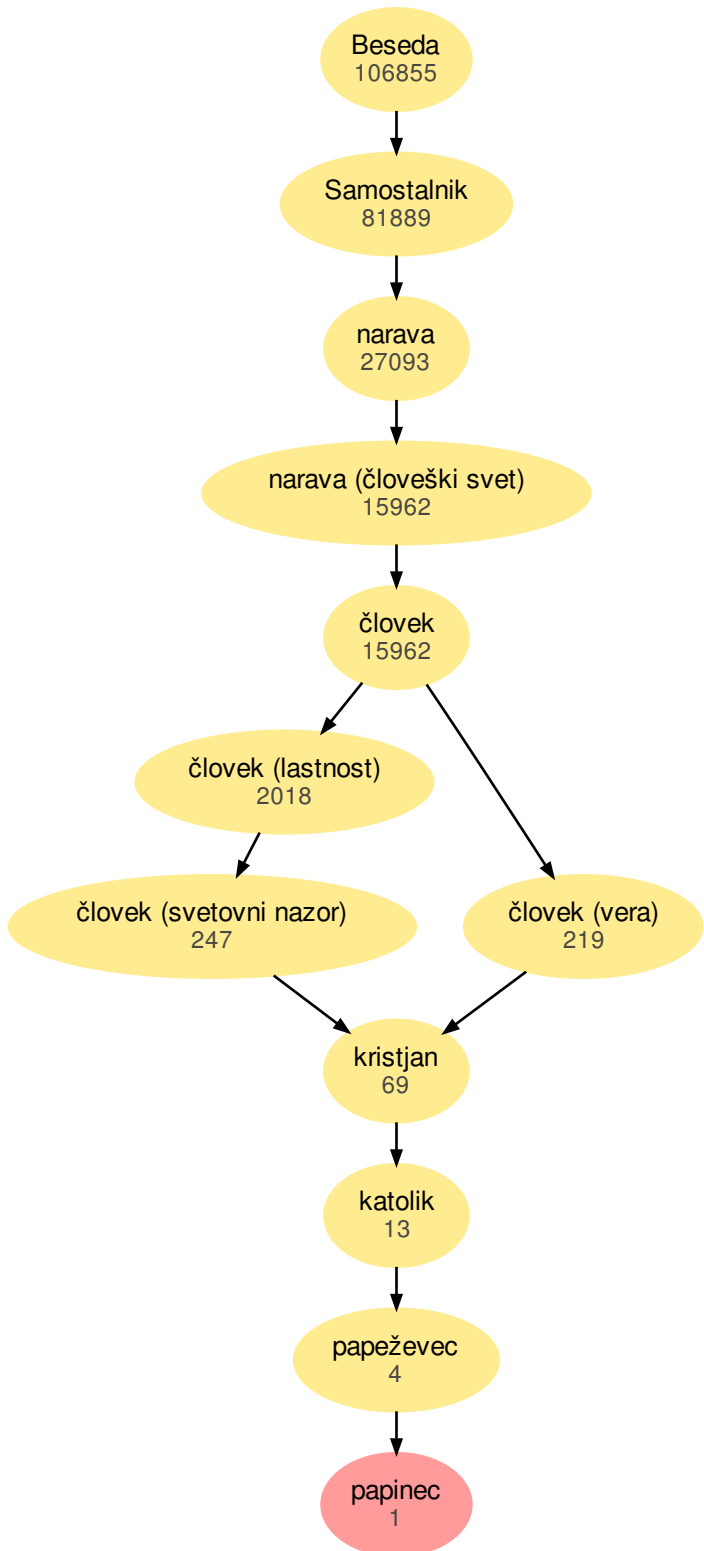 Beseda
106855
Samostalnik
81889
narava
27093
narava (človeški svet)
15962
človek
15962
človek (lastnost)
2018
človek (svetovni nazor)
247
človek (vera)
219
kristjan
69
katolik
13
papeževec
4
papinec
1